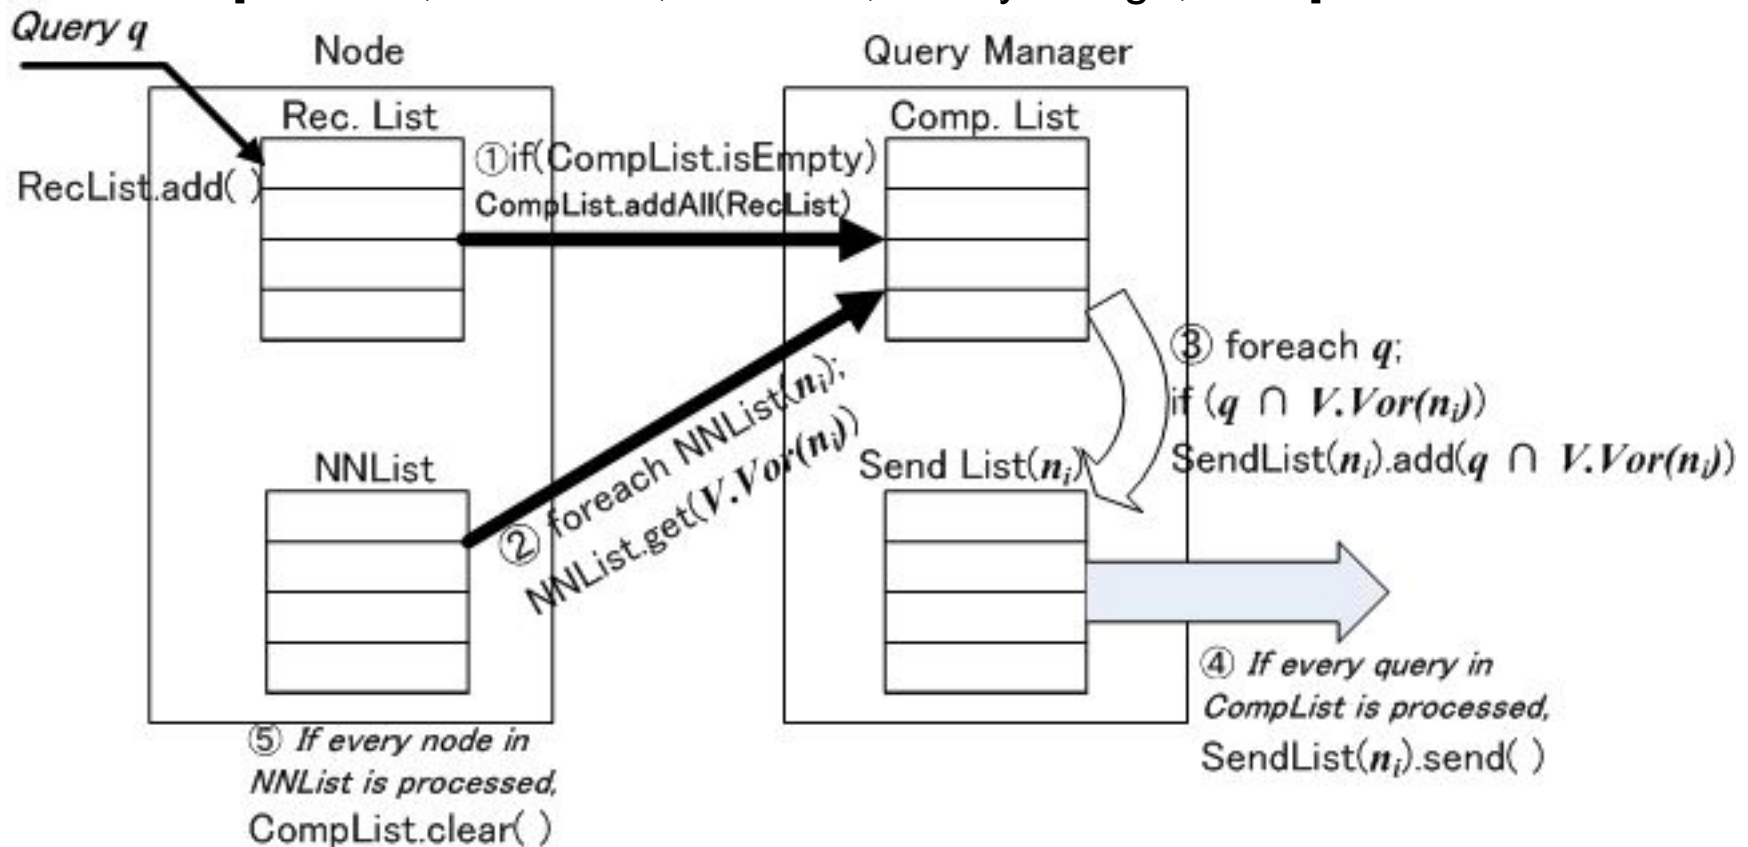 Query q
Node
Query Manager
Rec. List
Comp. List
RecList.add( )
①if(CompList.isEmpty)
CompList.addAll(RecList)
③ foreach q;
if (q ∩ V.Vor(nᵢ))
SendList(nᵢ).add(q ∩ V.Vor(nᵢ))
NNList
② foreach NNList(nᵢ);
NNList.get(V.Vor(nᵢ))
Send List(nᵢ)
④ If every query in
CompList is processed,
SendList(nᵢ).send( )
⑤ If every node in
NNList is processed,
CompList.clear( )